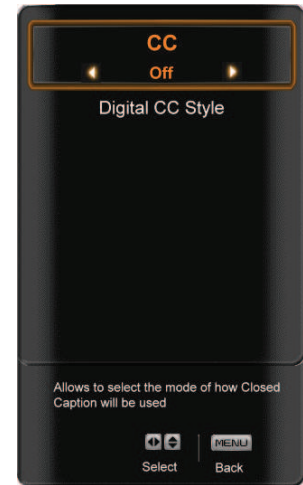 CC
Off
Digital CC Style
Allows to select the mode of how Closed
Caption will be used
MENU
Select
Back